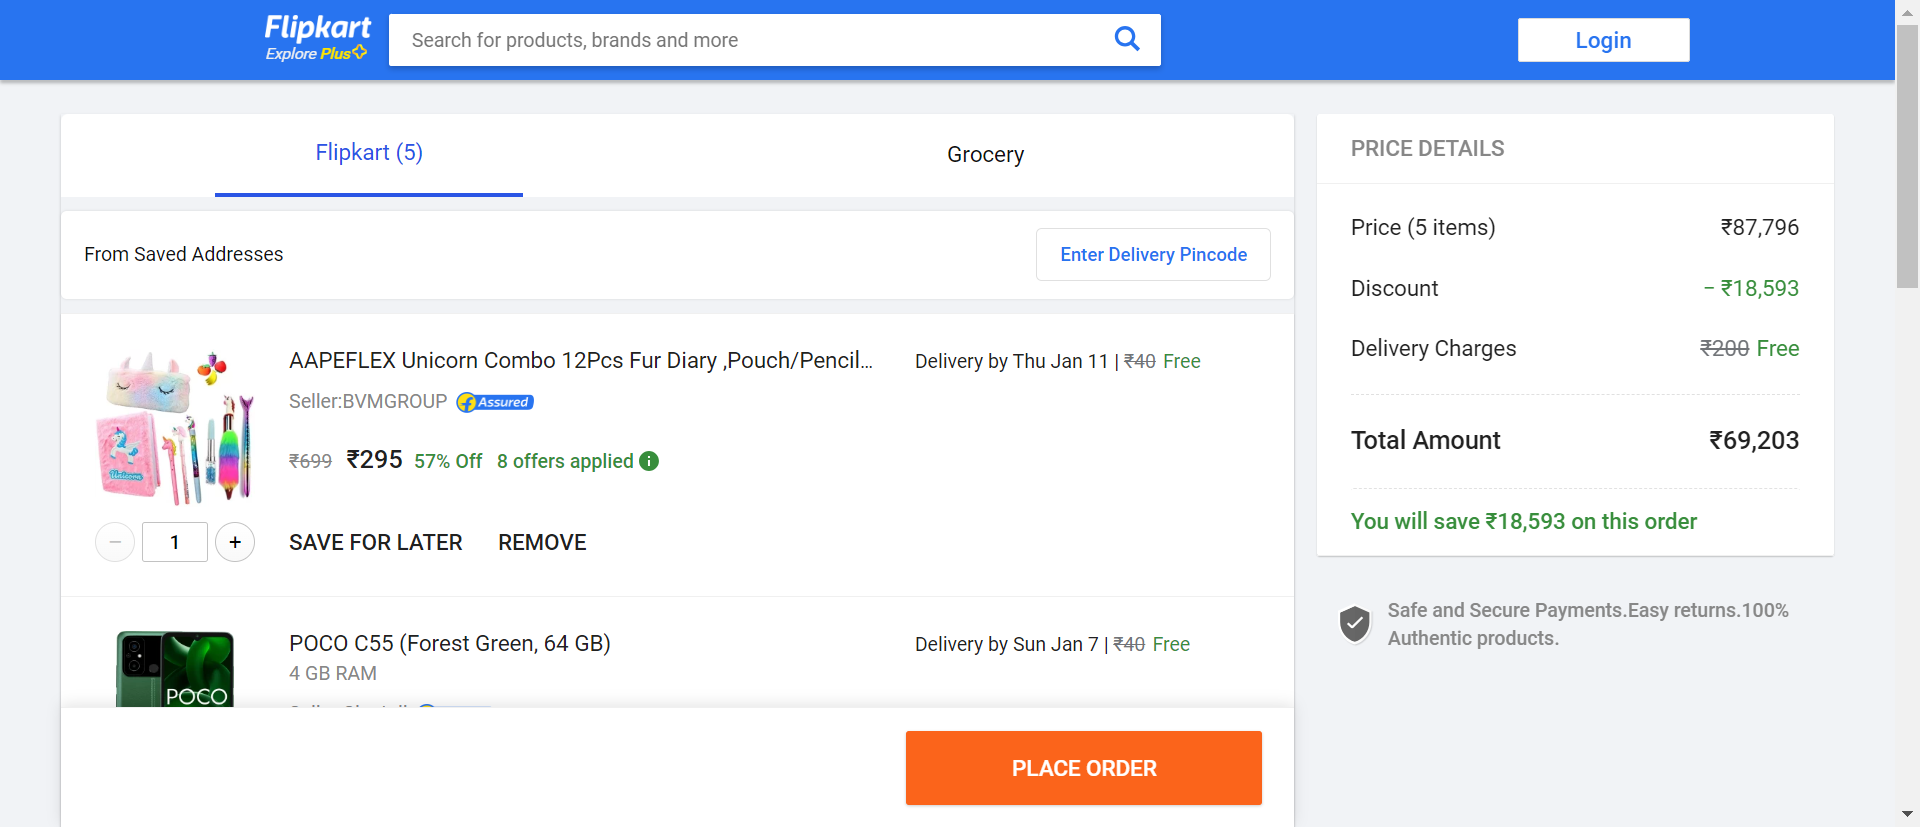 Flipkart
Explore Plus
Search for products, brands and more
Login
Flipkart (5)
Grocery
From Saved Addresses
Enter Delivery Pincode
AAPEFLEX Unicorn Combo 12Pcs Fur Diary ,Pouch/Pencil...
Delivery by Thu Jan 11 | ₹40 Free
Seller:BVMGROUP
Assured
₹699 ₹295 57% Off 8 offers applied
Unicorn
1
SAVE FOR LATER
REMOVE
POCO C55 (Forest Green, 64 GB)
Delivery by Sun Jan 7 | ₹40 Free
4 GB RAM
POCO
PLACE ORDER
PRICE DETAILS
Price (5 items) ₹87,796
Discount − ₹18,593
Delivery Charges ₹200 Free
Total Amount ₹69,203
You will save ₹18,593 on this order
Safe and Secure Payments.Easy returns.100%
Authentic products.